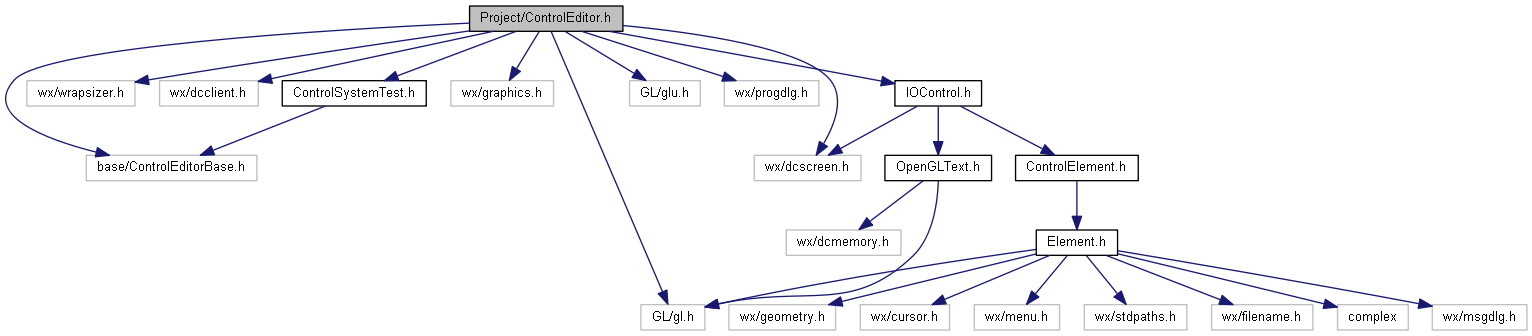 Project/ControlEditor.h
wx/wrapsizer.h
wx/dcclient.h
ControlSystemTest.h
wx/graphics.h
GL/glu.h
wx/progdlg.h
IOControl.h
base/ControlEditorBase.h
wx/dcscreen.h
OpenGLText.h
ControlElement.h
wx/dcmemory.h
Element.h
GL/gl.h
wx/geometry.h
wx/cursor.h
wx/menu.h
wx/stdpaths.h
wx/filename.h
complex
wx/msgdlg.h